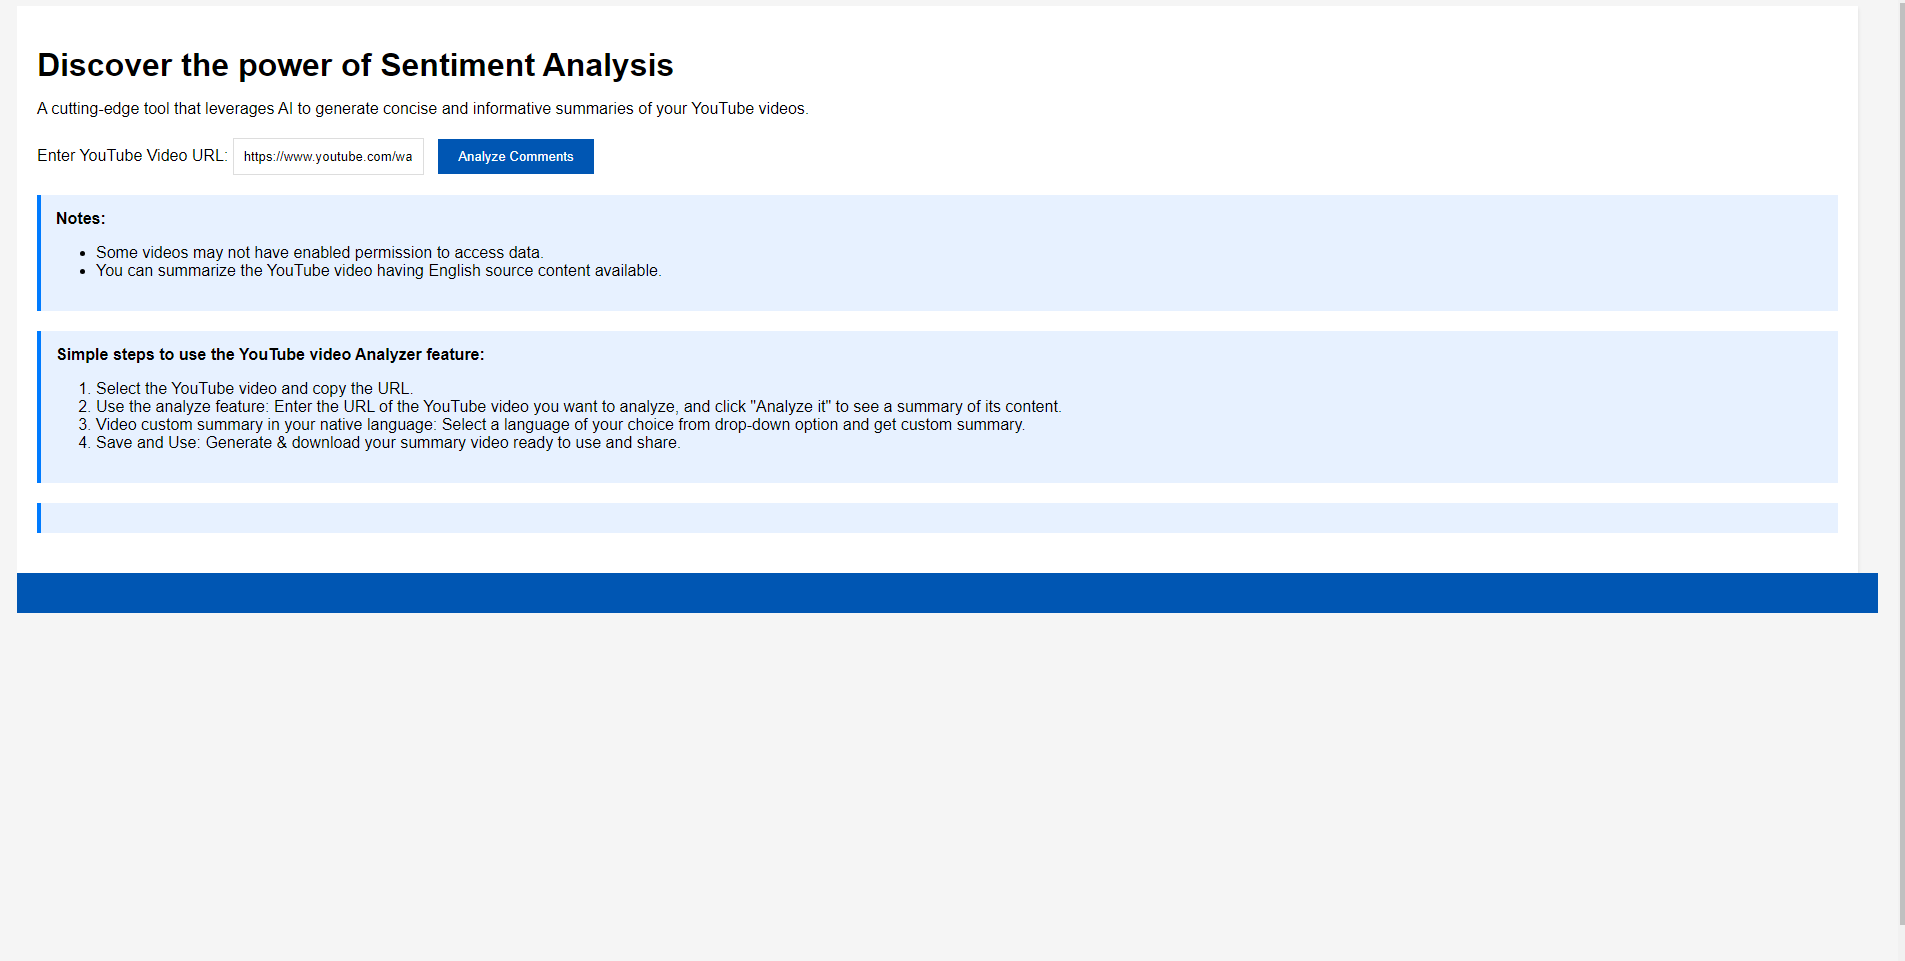 Discover the power of Sentiment Analysis
A cutting-edge tool that leverages AI to generate concise and informative summaries of your YouTube videos.
Enter YouTube Video URL: https://www.youtube.com/wa Analyze Comments
Notes:
• Some videos may not have enabled permission to access data.
• You can summarize the YouTube video having English source content available.
Simple steps to use the YouTube video Analyzer feature:
1. Select the YouTube video and copy the URL.
2. Use the analyze feature: Enter the URL of the YouTube video you want to analyze, and click "Analyze it" to see a summary of its content.
3. Video custom summary in your native language: Select a language of your choice from drop-down option and get custom summary.
4. Save and Use: Generate & download your summary video ready to use and share.